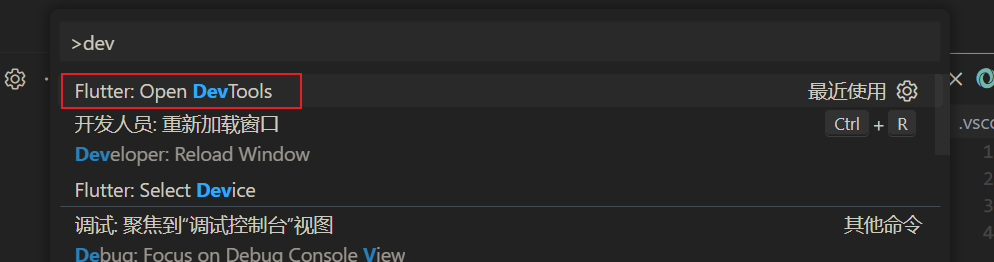 >dev
Flutter: Open DevTools 最近使用
开发人员: 重新加载窗口 Ctrl + R
Developer: Reload Window
Flutter: Select Device
调试: 聚焦到“调试控制台”视图 其他命令
Debug: Focus on Debug Console View
.vsco
1
2
3
4